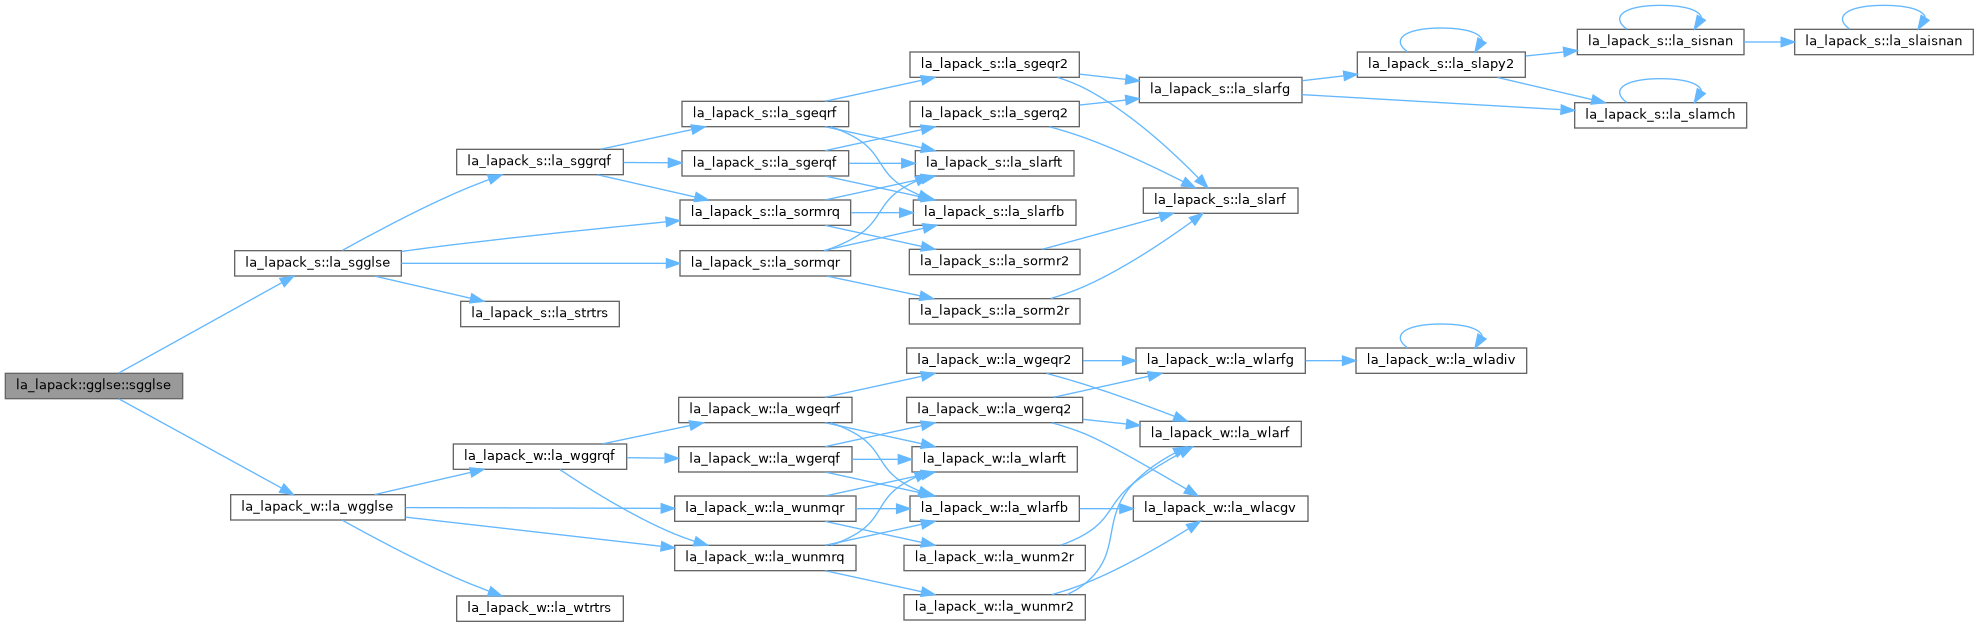 la_lapack::gglse::sgglse
la_lapack_s::la_sgglse
la_lapack_s::la_sggrqf
la_lapack_s::la_strtrs
la_lapack_s::la_sgeqrf
la_lapack_s::la_sgerqf
la_lapack_s::la_sormrq
la_lapack_s::la_sormqr
la_lapack_s::la_sgeqr2
la_lapack_s::la_sgerq2
la_lapack_s::la_slarft
la_lapack_s::la_slarfb
la_lapack_s::la_sormr2
la_lapack_s::la_sorm2r
la_lapack_s::la_slarfg
la_lapack_s::la_slarf
la_lapack_s::la_slapy2
la_lapack_s::la_sisnan
la_lapack_s::la_slamch
la_lapack_s::la_slaisnan
la_lapack_w::la_wgglse
la_lapack_w::la_wggrqf
la_lapack_w::la_wtrtrs
la_lapack_w::la_wgeqrf
la_lapack_w::la_wgerqf
la_lapack_w::la_wunmqr
la_lapack_w::la_wunmrq
la_lapack_w::la_wgeqr2
la_lapack_w::la_wgerq2
la_lapack_w::la_wlarft
la_lapack_w::la_wlarfb
la_lapack_w::la_wunm2r
la_lapack_w::la_wunmr2
la_lapack_w::la_wlarfg
la_lapack_w::la_wlarf
la_lapack_w::la_wlacgv
la_lapack_w::la_wladiv